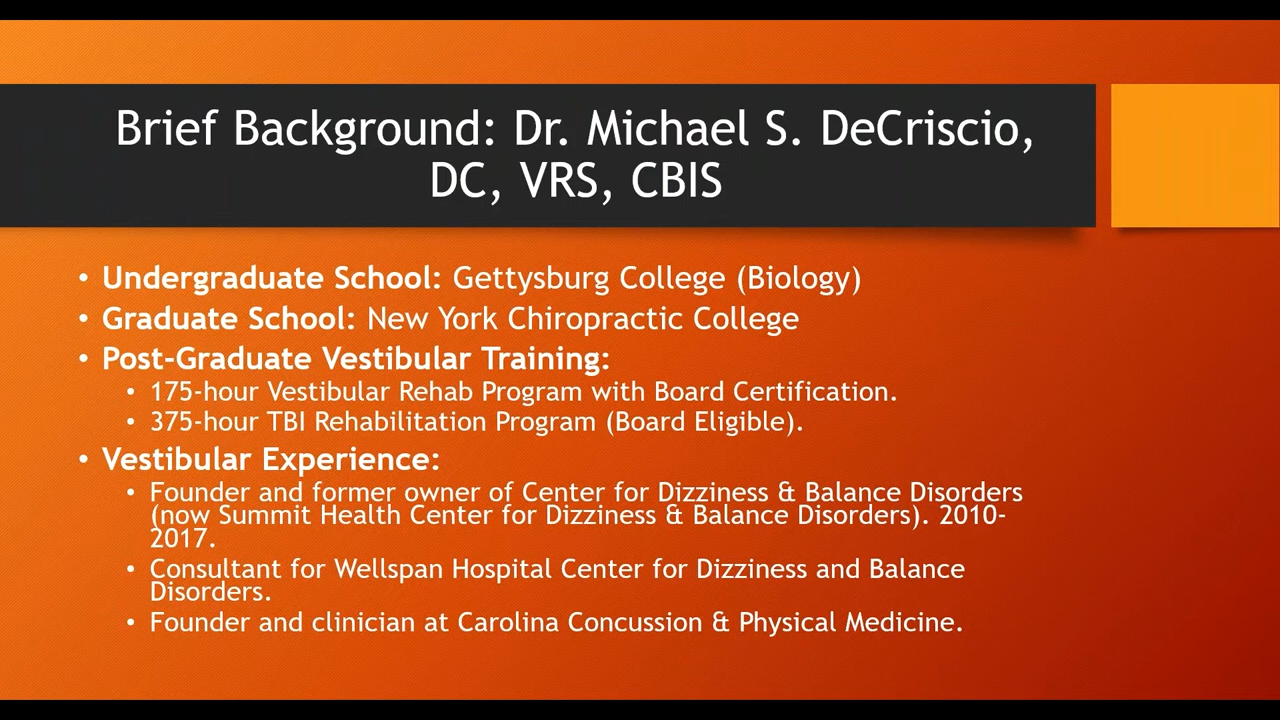 Brief Background: Dr. Michael S. DeCriscio,
DC, VRS, CBIS
• Undergraduate School: Gettysburg College (Biology)
• Graduate School: New York Chiropractic College
• Post-Graduate Vestibular Training:
• 175-hour Vestibular Rehab Program with Board Certification.
• 375-hour TBI Rehabilitation Program (Board Eligible).
• Vestibular Experience:
• Founder and former owner of Center for Dizziness & Balance Disorders
(now Summit Health Center for Dizziness & Balance Disorders). 2010-
2017.
• Consultant for Wellspan Hospital Center for Dizziness and Balance
Disorders.
• Founder and clinician at Carolina Concussion & Physical Medicine.